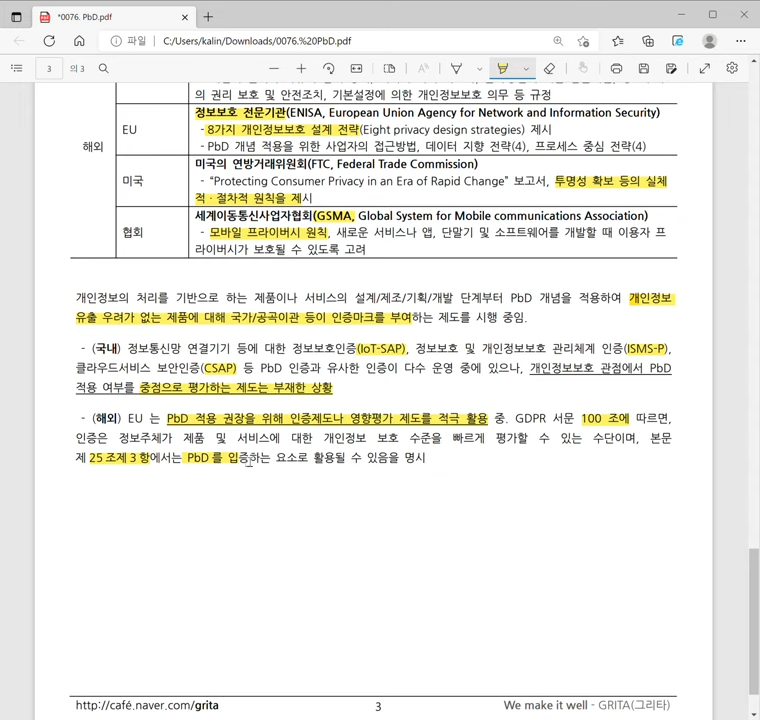 *0076. PbD.pdf
파일 C:/Users/kalin/Downloads/0076.%20PbD.pdf
3 의 3
의 권리 보호 및 안전조치, 기본설정에 의한 개인정보보호 의무 등 규정
해외
EU
정보보호 전문기관(ENISA, European Union Agency for Network and Information Security)
- 8가지 개인정보보호 설계 전략(Eight privacy design strategies) 제시
- PbD 개념 적용을 위한 사업자의 접근방법, 데이터 지향 전략(4), 프로세스 중심 전략(4)
미국
미국의 연방거래위원회(FTC, Federal Trade Commission)
- “Protecting Consumer Privacy in an Era of Rapid Change” 보고서, 투명성 확보 등의 실체
적·절차적 원칙을 제시
협회
세계이동통신사업자협회(GSMA, Global System for Mobile communications Association)
- 모바일 프라이버시 원칙, 새로운 서비스나 앱, 단말기 및 소프트웨어를 개발할 때 이용자 프
라이버시가 보호될 수 있도록 고려
개인정보의 처리를 기반으로 하는 제품이나 서비스의 설계/제조/기획/개발 단계부터 PbD 개념을 적용하여 개인정보
유출 우려가 없는 제품에 대해 국가/공곡이관 등이 인증마크를 부여하는 제도를 시행 중임.
- (국내) 정보통신망 연결기기 등에 대한 정보보호인증(IoT-SAP), 정보보호 및 개인정보보호 관리체계 인증(ISMS-P),
클라우드서비스 보안인증(CSAP) 등 PbD 인증과 유사한 인증이 다수 운영 중에 있으나, 개인정보보호 관점에서 PbD
적용 여부를 중점으로 평가하는 제도는 부재한 상황
- (해외) EU 는 PbD 적용 권장을 위해 인증제도나 영향평가 제도를 적극 활용 중. GDPR 서문 100 조에 따르면,
인증은 정보주체가 제품 및 서비스에 대한 개인정보 보호 수준을 빠르게 평가할 수 있는 수단이며, 본문
제 25 조제 3 항에서는 PbD 를 입증하는 요소로 활용될 수 있음을 명시
http://café.naver.com/grita 3 We make it well - GRITA(그리타)